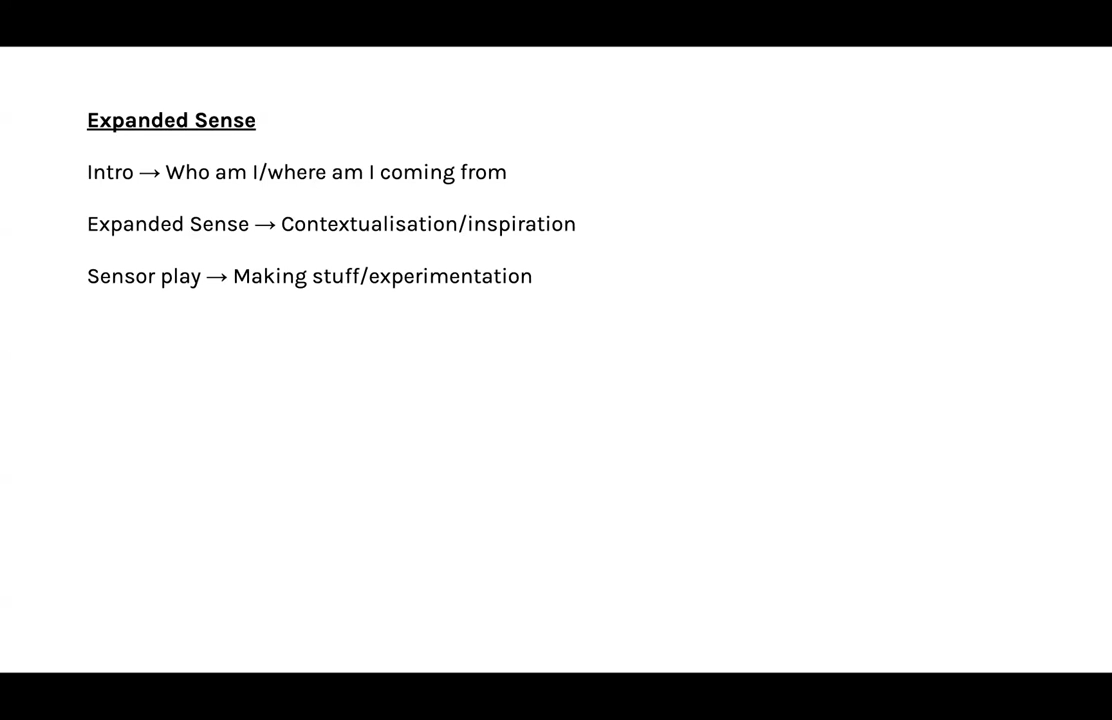 Expanded Sense
Intro → Who am I/where am I coming from
Expanded Sense → Contextualisation/inspiration
Sensor play → Making stuff/experimentation